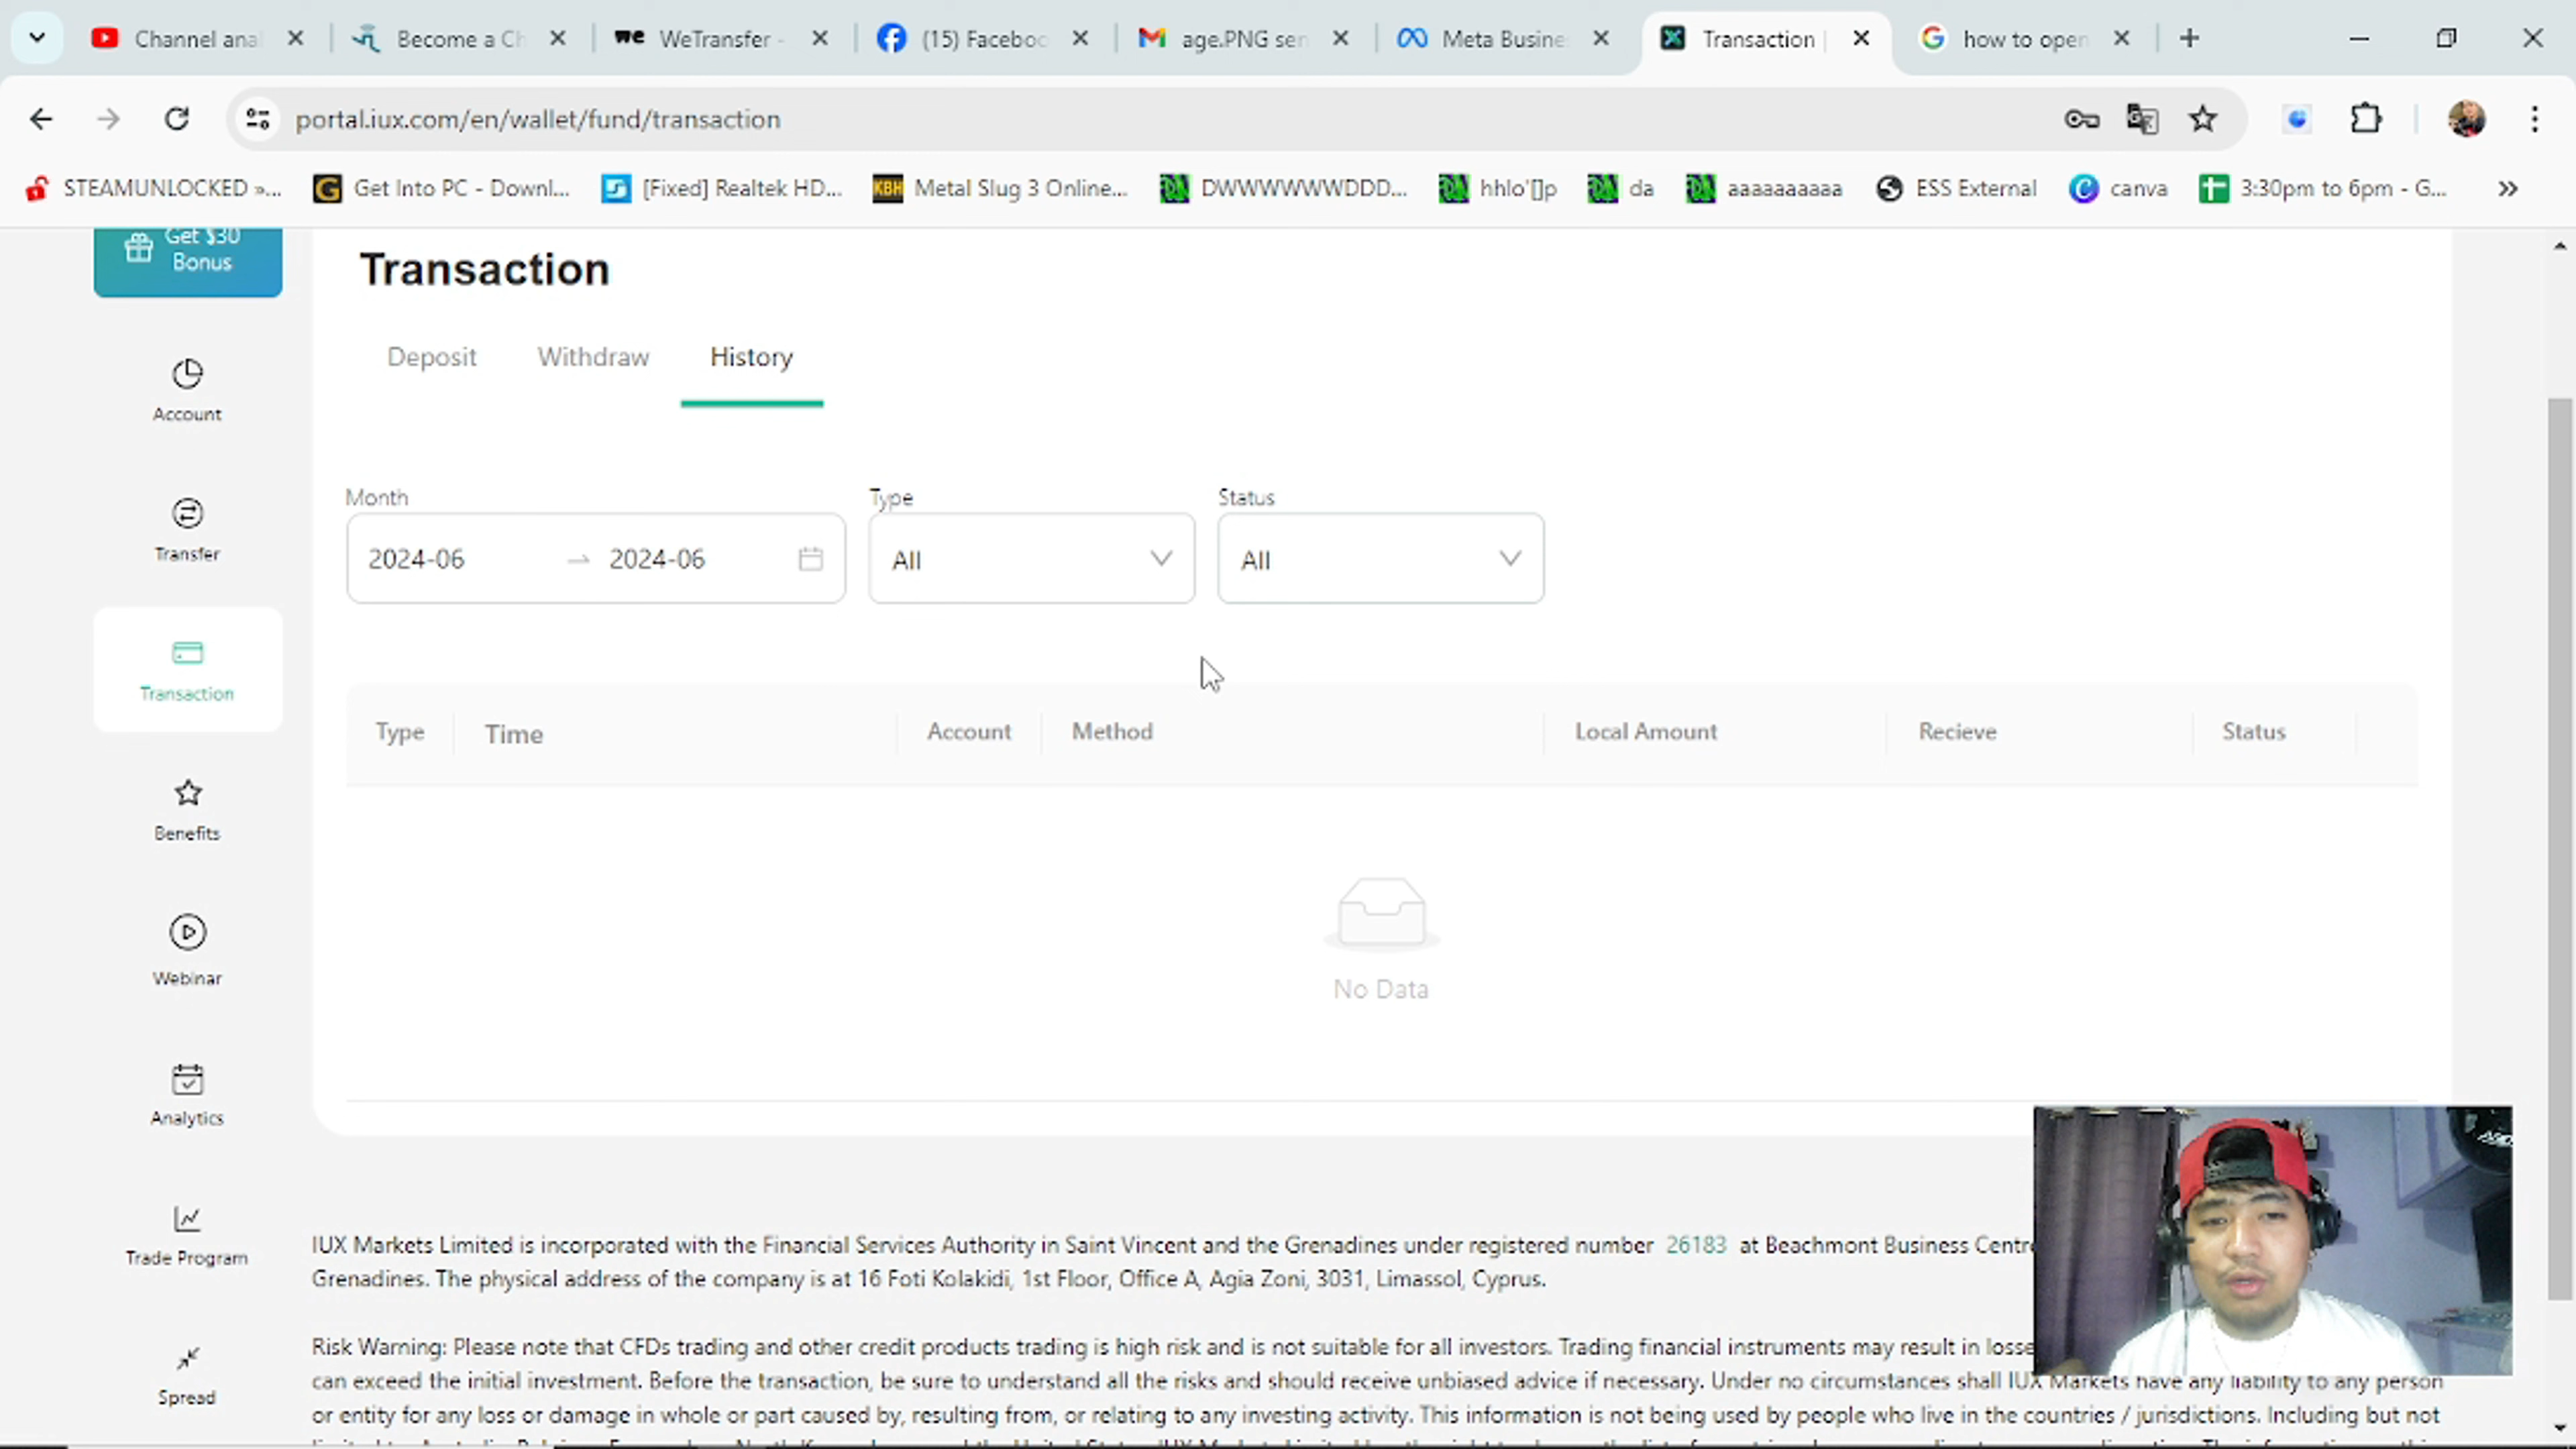 Channel anal
Become a Ch
WeTransfer -
(15) Faceboo
age.PNG sen
Meta Busine
Transaction |
how to open
portal.iux.com/en/wallet/fund/transaction
STEAMUNLOCKED »...
Get Into PC - Downl...
[Fixed] Realtek HD...
Metal Slug 3 Online...
DWWWWWWDDD...
hhlo'[]p
da
aaaaaaaaaa
ESS External
canva
3:30pm to 6pm - G...
Get $30
Bonus
Account
Transfer
Transaction
Benefits
Webinar
Analytics
Trade Program
Spread
Transaction
Deposit
Withdraw
History
Month
Type
Status
2024-06
2024-06
All
All
Type
Time
Account
Method
Local Amount
Recieve
Status
No Data
IUX Markets Limited is incorporated with the Financial Services Authority in Saint Vincent and the Grenadines under registered number 26183 at Beachmont Business Centre
Grenadines. The physical address of the company is at 16 Foti Kolakidi, 1st Floor, Office A, Agia Zoni, 3031, Limassol, Cyprus.
Risk Warning: Please note that CFDs trading and other credit products trading is high risk and is not suitable for all investors. Trading financial instruments may result in losse
can exceed the initial investment. Before the transaction, be sure to understand all the risks and should receive unbiased advice if necessary. Under no circumstances shall IUX Markets have any liability to any person
or entity for any loss or damage in whole or part caused by, resulting from, or relating to any investing activity. This information is not being used by people who live in the countries / jurisdictions. Including but not